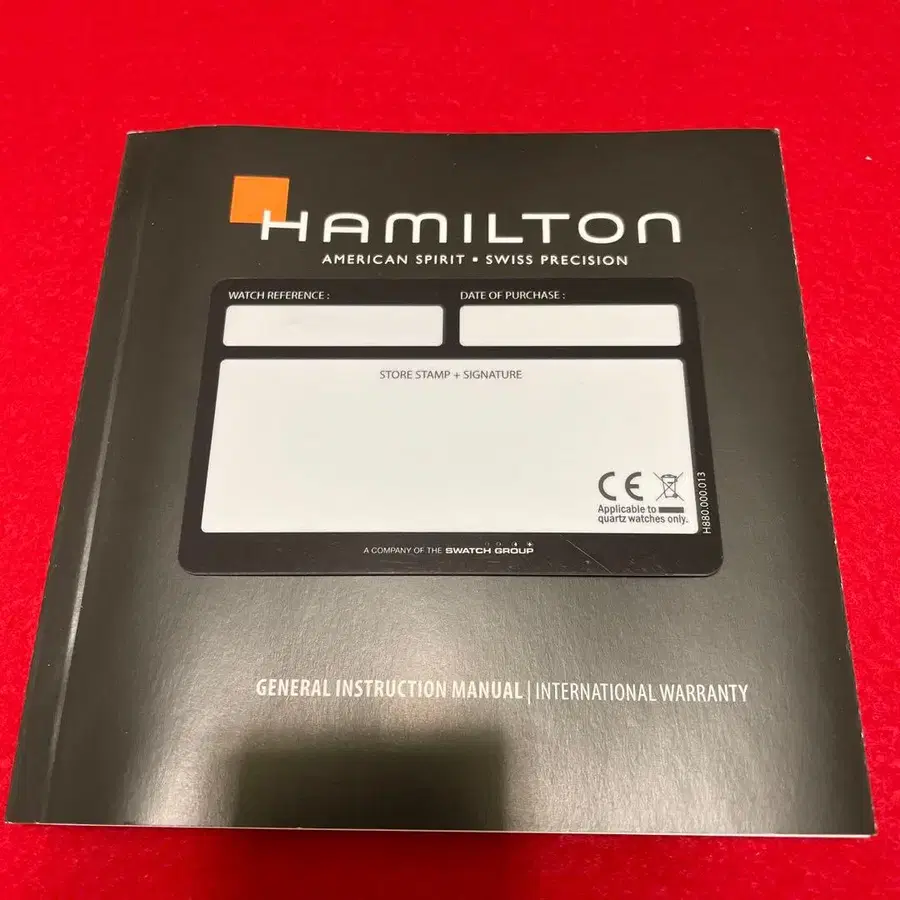 HAMILTON
AMERICAN SPIRIT ▪ SWISS PRECISION
WATCH REFERENCE :
DATE OF PURCHASE :
STORE STAMP + SIGNATURE
CE
Applicable to
quartz watches only.
H880.000.013
A COMPANY OF THE SWATCH GROUP
GENERAL INSTRUCTION MANUAL | INTERNATIONAL WARRANTY